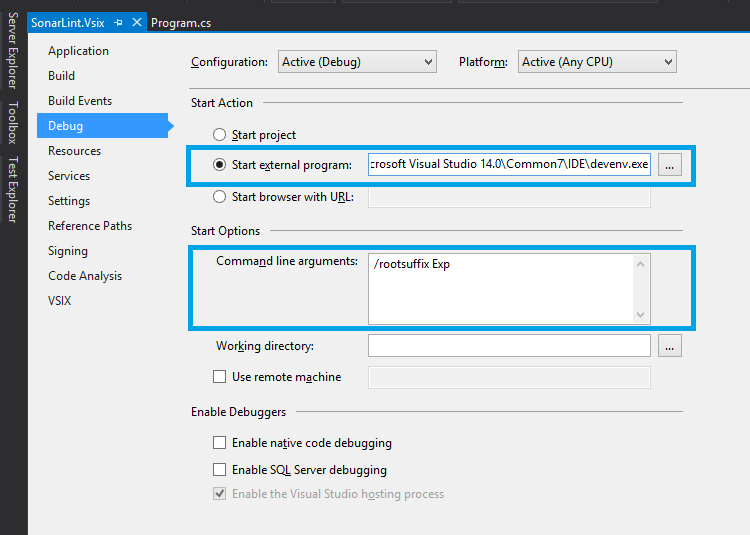 Server Explorer
Toolbox
Test Explorer
SonarLint.Vsix
Program.cs
Application
Build
Build Events
Debug
Resources
Services
Settings
Reference Paths
Signing
Code Analysis
VSIX
Configuration: Active (Debug) Platform: Active (Any CPU)
Start Action
Start project
Start external program: crosoft Visual Studio 14.0\Common7\IDE\devenv.exe ...
Start browser with URL:
Start Options
Command line arguments: /rootsuffix Exp
Working directory: ...
Use remote machine
Enable Debuggers
Enable native code debugging
Enable SQL Server debugging
Enable the Visual Studio hosting process